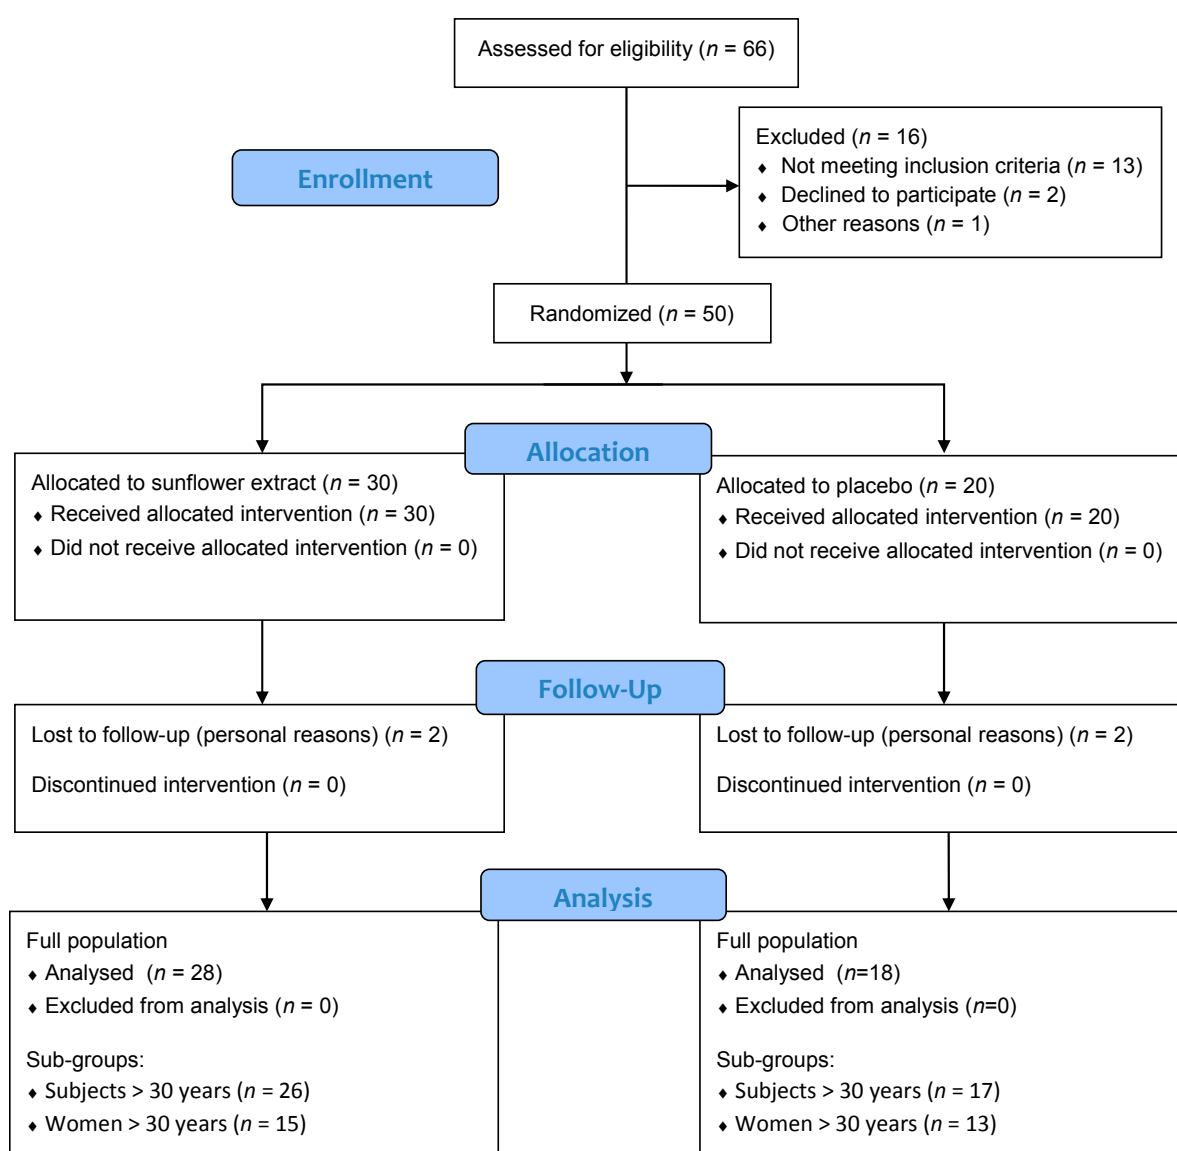 Assessed for eligibility (n = 66)
Excluded (n = 16)
♦ Not meeting inclusion criteria (n = 13)
♦ Declined to participate (n = 2)
♦ Other reasons (n = 1)
Enrollment
Randomized (n = 50)
Allocation
Allocated to sunflower extract (n = 30)
♦ Received allocated intervention (n = 30)
♦ Did not receive allocated intervention (n = 0)
Allocated to placebo (n = 20)
♦ Received allocated intervention (n = 20)
♦ Did not receive allocated intervention (n = 0)
Follow-Up
Lost to follow-up (personal reasons) (n = 2)
Discontinued intervention (n = 0)
Lost to follow-up (personal reasons) (n = 2)
Discontinued intervention (n = 0)
Analysis
Full population
♦ Analysed (n = 28)
♦ Excluded from analysis (n = 0)
Sub-groups:
♦ Subjects > 30 years (n = 26)
♦ Women > 30 years (n = 15)
Full population
♦ Analysed (n=18)
♦ Excluded from analysis (n=0)
Sub-groups:
♦ Subjects > 30 years (n = 17)
♦ Women > 30 years (n = 13)